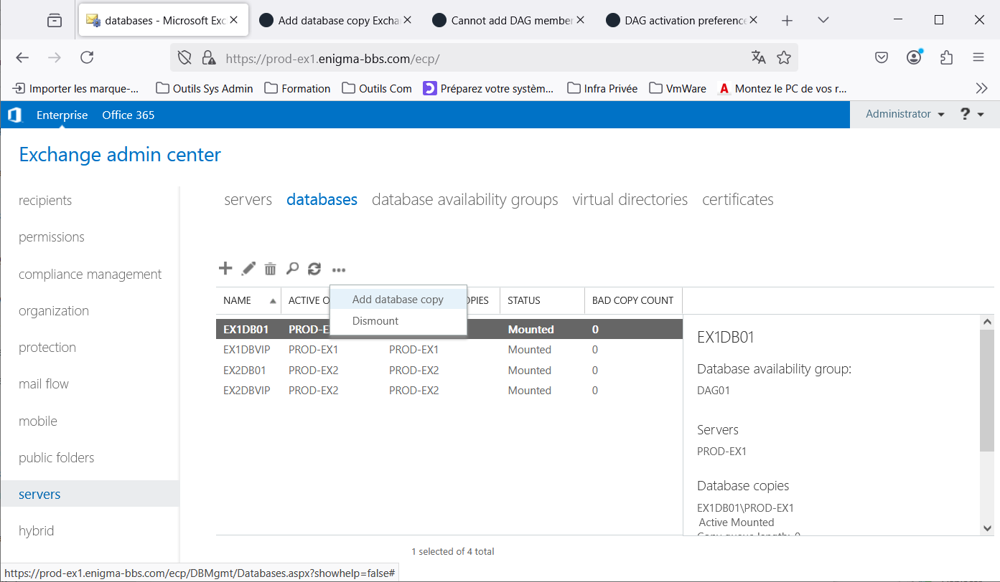 databases - Microsoft Exc
Add database copy Excha
Cannot add DAG member
DAG activation preference
https://prod-ex1.enigma-bbs.com/ecp/
Importer les marque-...
Outils Sys Admin
Formation
Outils Com
Préparez votre systèm...
Infra Privée
VmWare
Montez le PC de vos r...
Enterprise
Office 365
Administrator
?
Exchange admin center
recipients
permissions
compliance management
organization
protection
mail flow
mobile
public folders
servers
hybrid
servers databases database availability groups virtual directories certificates
Add database copy
Dismount
NAME ACTIVE O OPIES STATUS BAD COPY COUNT
EX1DB01 PROD-E Mounted 0
EX1DBVIP PROD-EX1 PROD-EX1 Mounted 0
EX2DB01 PROD-EX2 PROD-EX2 Mounted 0
EX2DBVIP PROD-EX2 PROD-EX2 Mounted 0
EX1DB01
Database availability group:
DAG01
Servers
PROD-EX1
Database copies
EX1DB01\PROD-EX1
Active Mounted
Copy queue length: 0
1 selected of 4 total
https://prod-ex1.enigma-bbs.com/ecp/DBMgmt/Databases.aspx?showhelp=false#